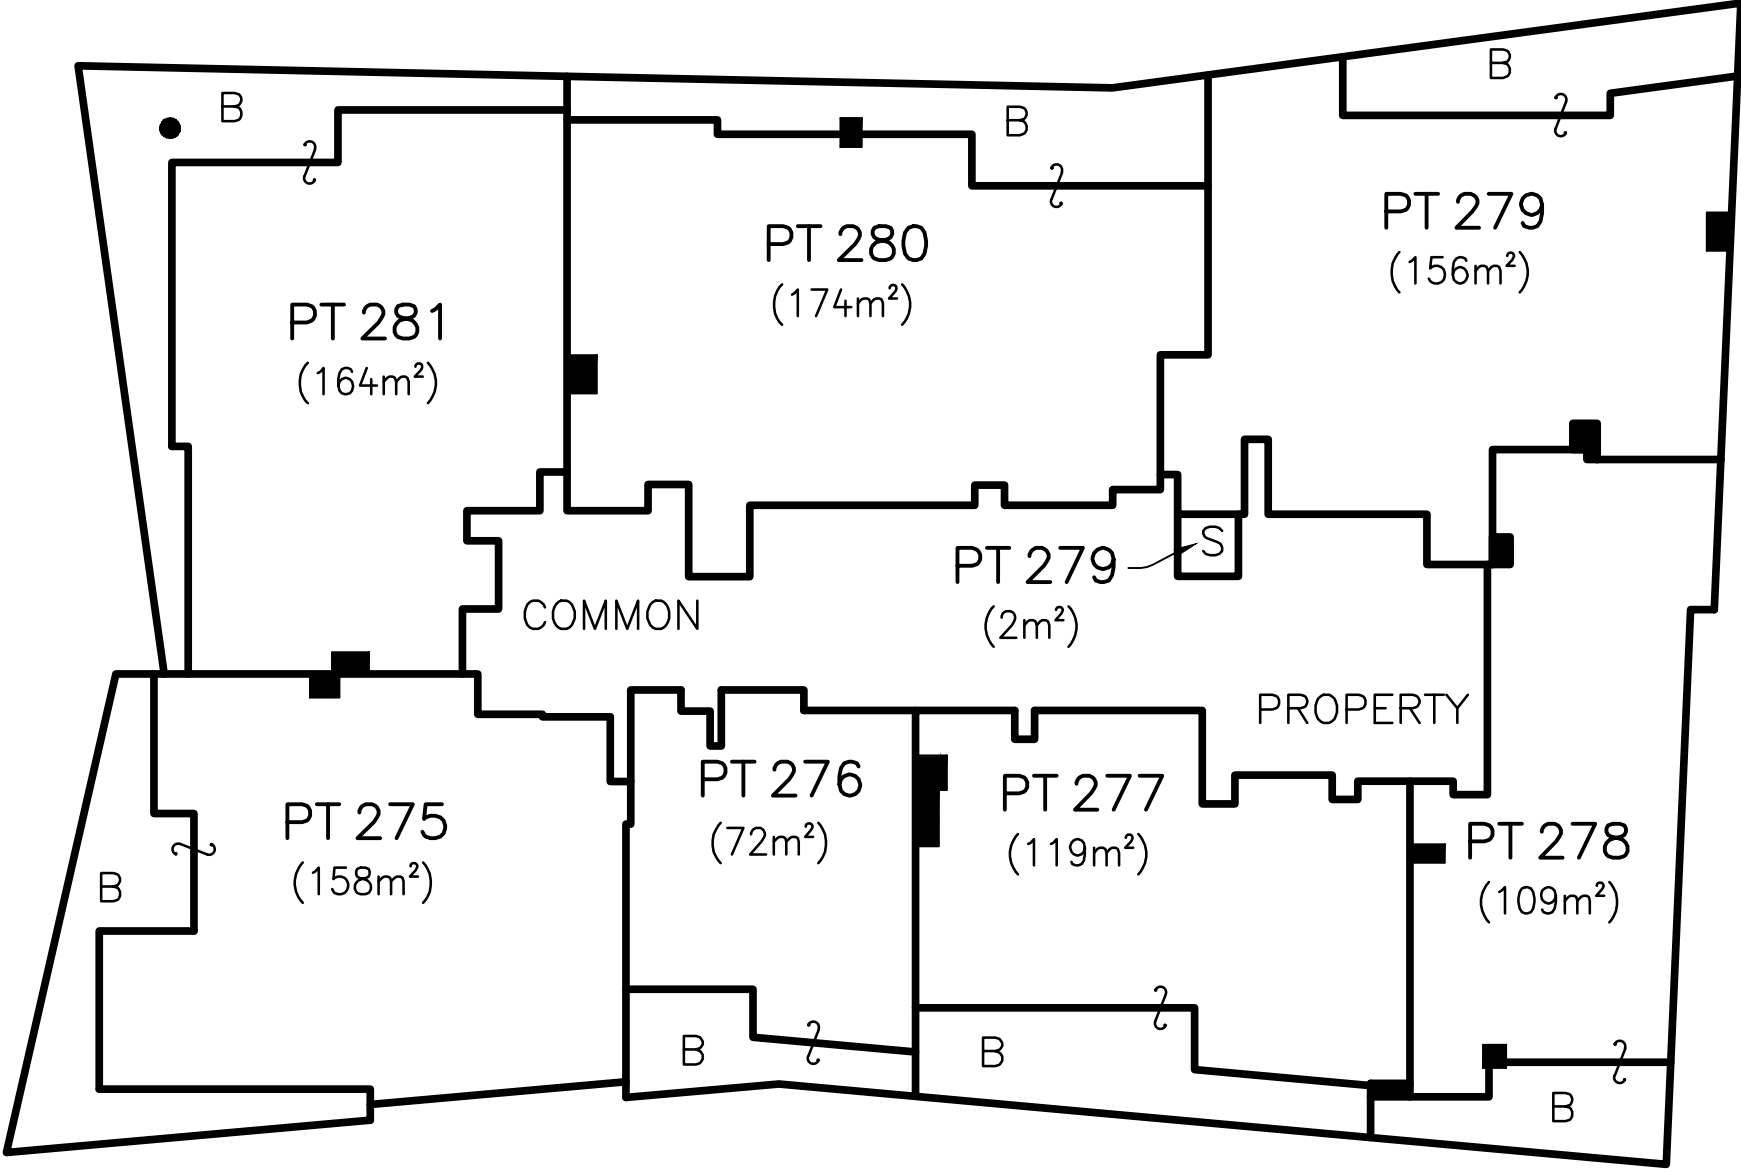 B
B
B
PT 281
(164m²)
PT 280
(174m²)
PT 279
(156m²)
S
PT 279
(2m²)
COMMON
PROPERTY
PT 275
(158m²)
B
PT 276
(72m²)
B
PT 277
(119m²)
B
PT 278
(109m²)
B